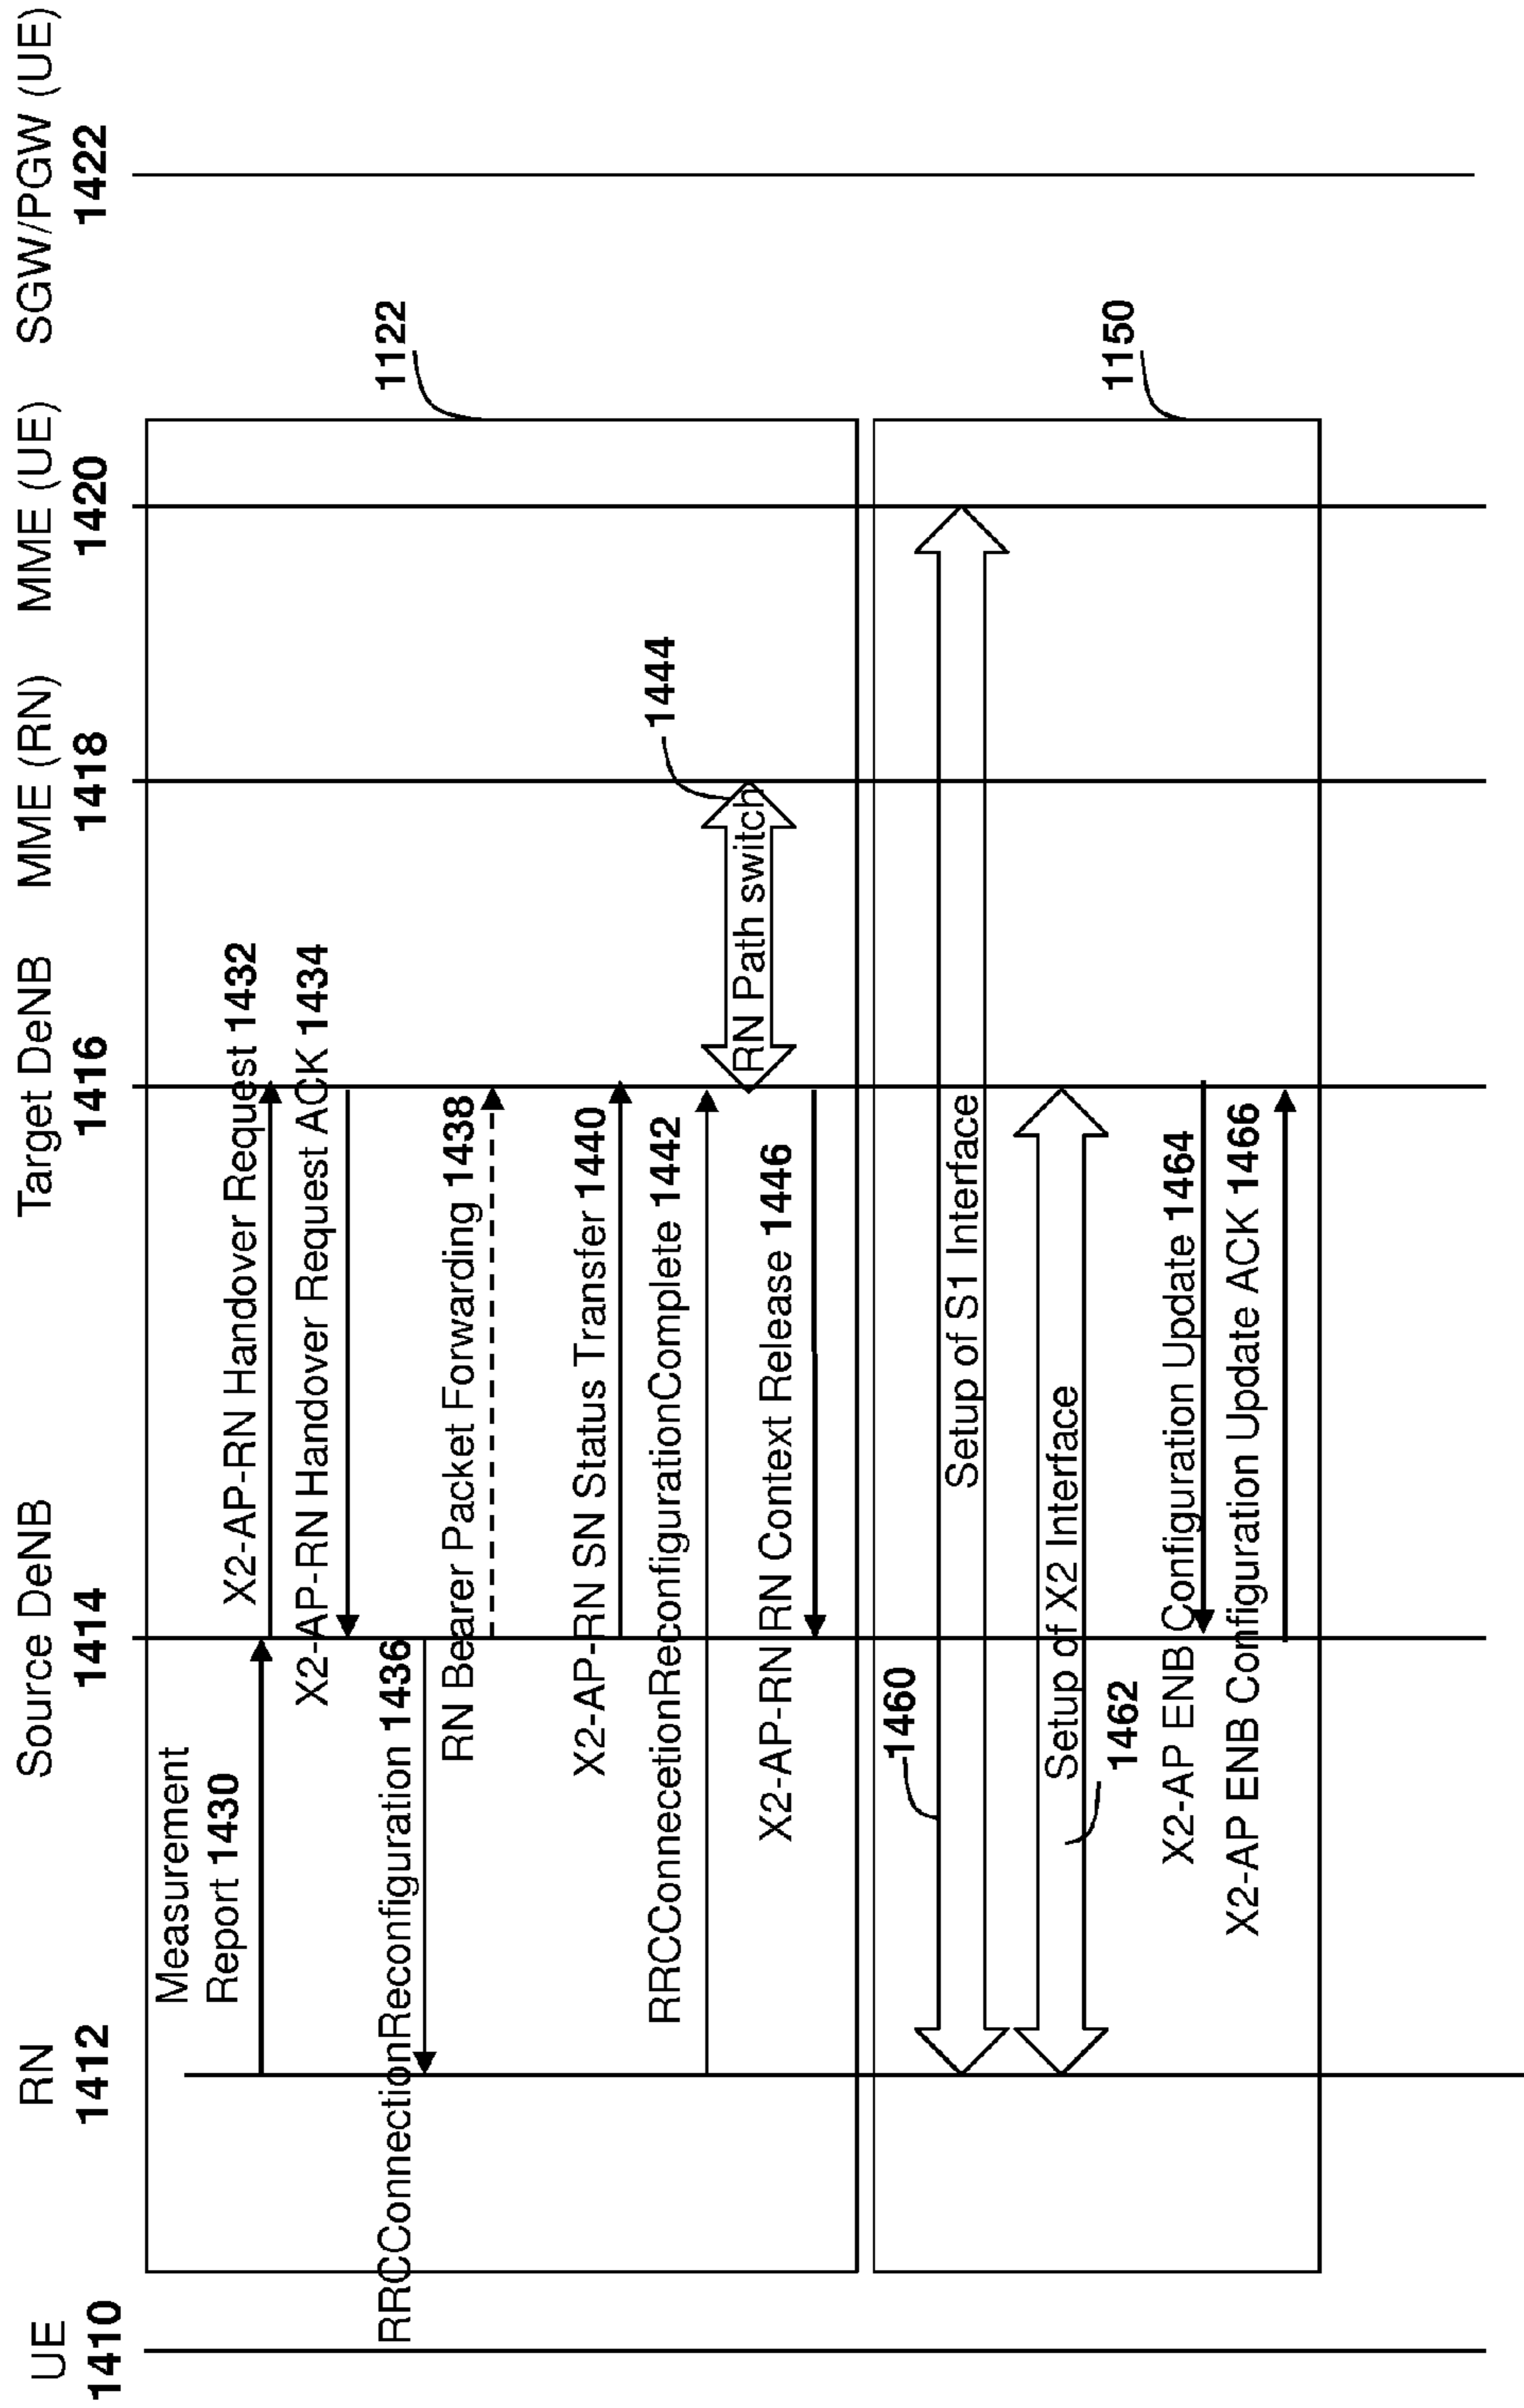 UE
1410
RN
1412
Source DeNB
1414
Target DeNB
1416
MME (RN)
1418
MME (UE)
1420
SGW/PGW (UE)
1422
1122
Measurement
Report 1430
X2-AP-RN Handover Request 1432
X2-AP-RN Handover Request ACK 1434
RRCConnectionReconfiguration 1436
RN Bearer Packet Forwarding 1438
X2-AP-RN SN Status Transfer 1440
RRCConnecetionReconfigurationComplete 1442
1444
RN Path switch
X2-AP-RN RN Context Release 1446
1150
1460
Setup of S1 Interface
Setup of X2 Interface
1462
X2-AP ENB Configuration Update 1464
X2-AP ENB Configuration Update ACK 1466